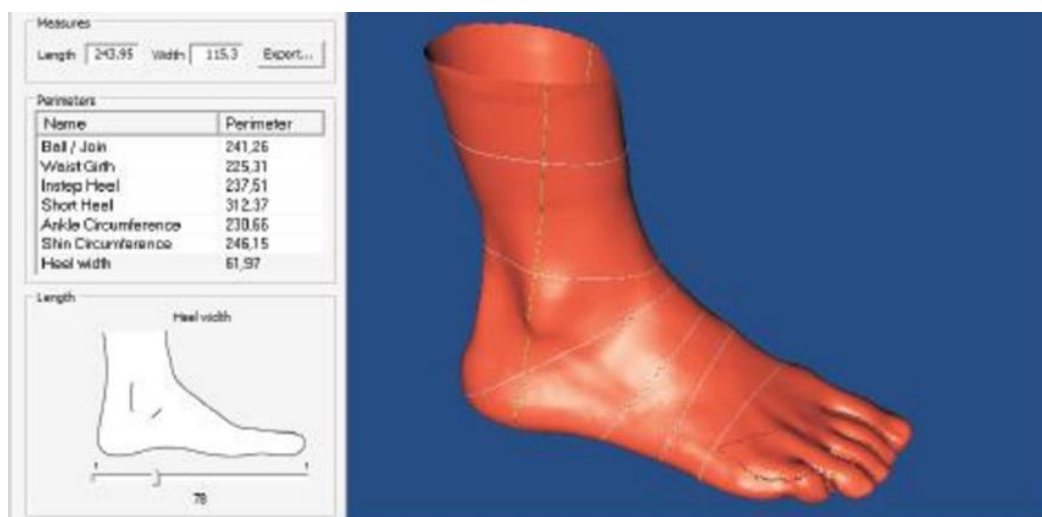 Measures
Length 243,95 Width 115,3 Export...
Perimeters
Name Perimeter
Ball / Join 241,26
Waist Girth 225,31
Instep Heel 237,51
Short Heel 312,37
Ankle Circumference 230,66
Shin Circumference 246,15
Heel width 61,97
Length
Heel width
78